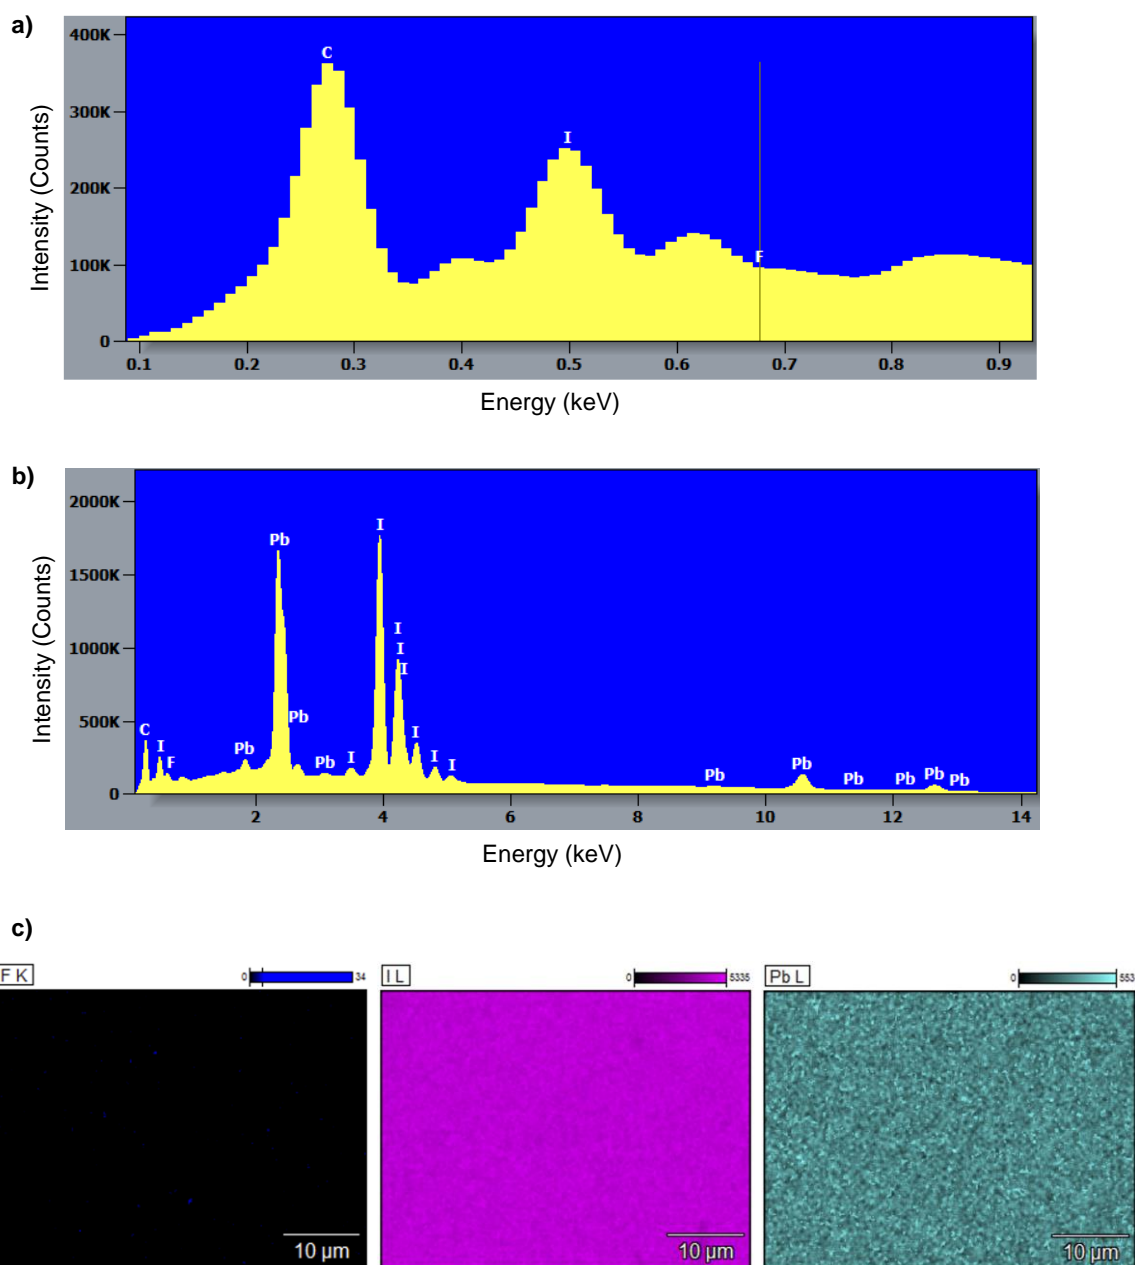 a)
400K
300K
200K
100K
0
C
I
F
0.1 0.2 0.3 0.4 0.5 0.6 0.7 0.8 0.9
Intensity (Counts)
Energy (keV)
b)
2000K
1500K
1000K
500K
0
C
I
F
Pb
Pb
Pb
Pb
I
I
I
I
I
I
I
I
Pb
Pb
Pb
Pb
Pb
Pb
2 4 6 8 10 12 14
Intensity (Counts)
Energy (keV)
c)
F K
0 34
10 µm
I L
0 5335
10 µm
Pb L
0 553
10 µm